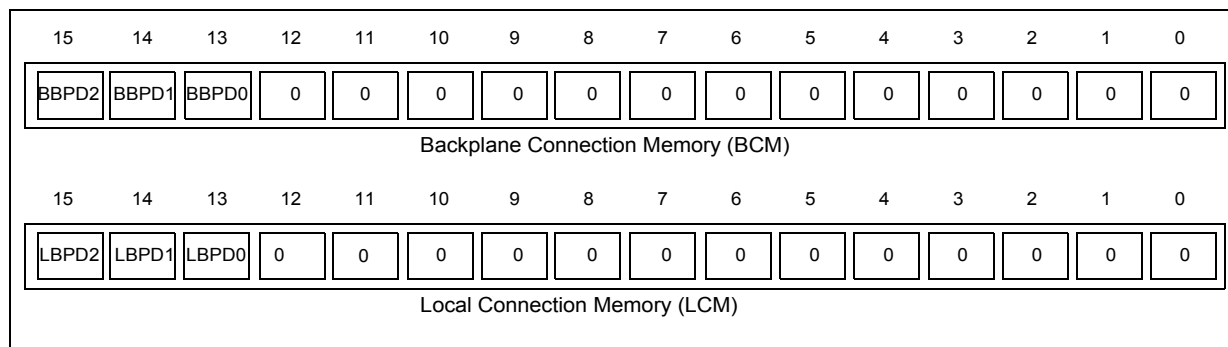 15 14 13 12 11 10 9 8 7 6 5 4 3 2 1 0
BBPD2 BBPD1 BBPD0 0 0 0 0 0 0 0 0 0 0 0 0 0
Backplane Connection Memory (BCM)
15 14 13 12 11 10 9 8 7 6 5 4 3 2 1 0
LBPD2 LBPD1 LBPD0 0 0 0 0 0 0 0 0 0 0 0 0 0
Local Connection Memory (LCM)